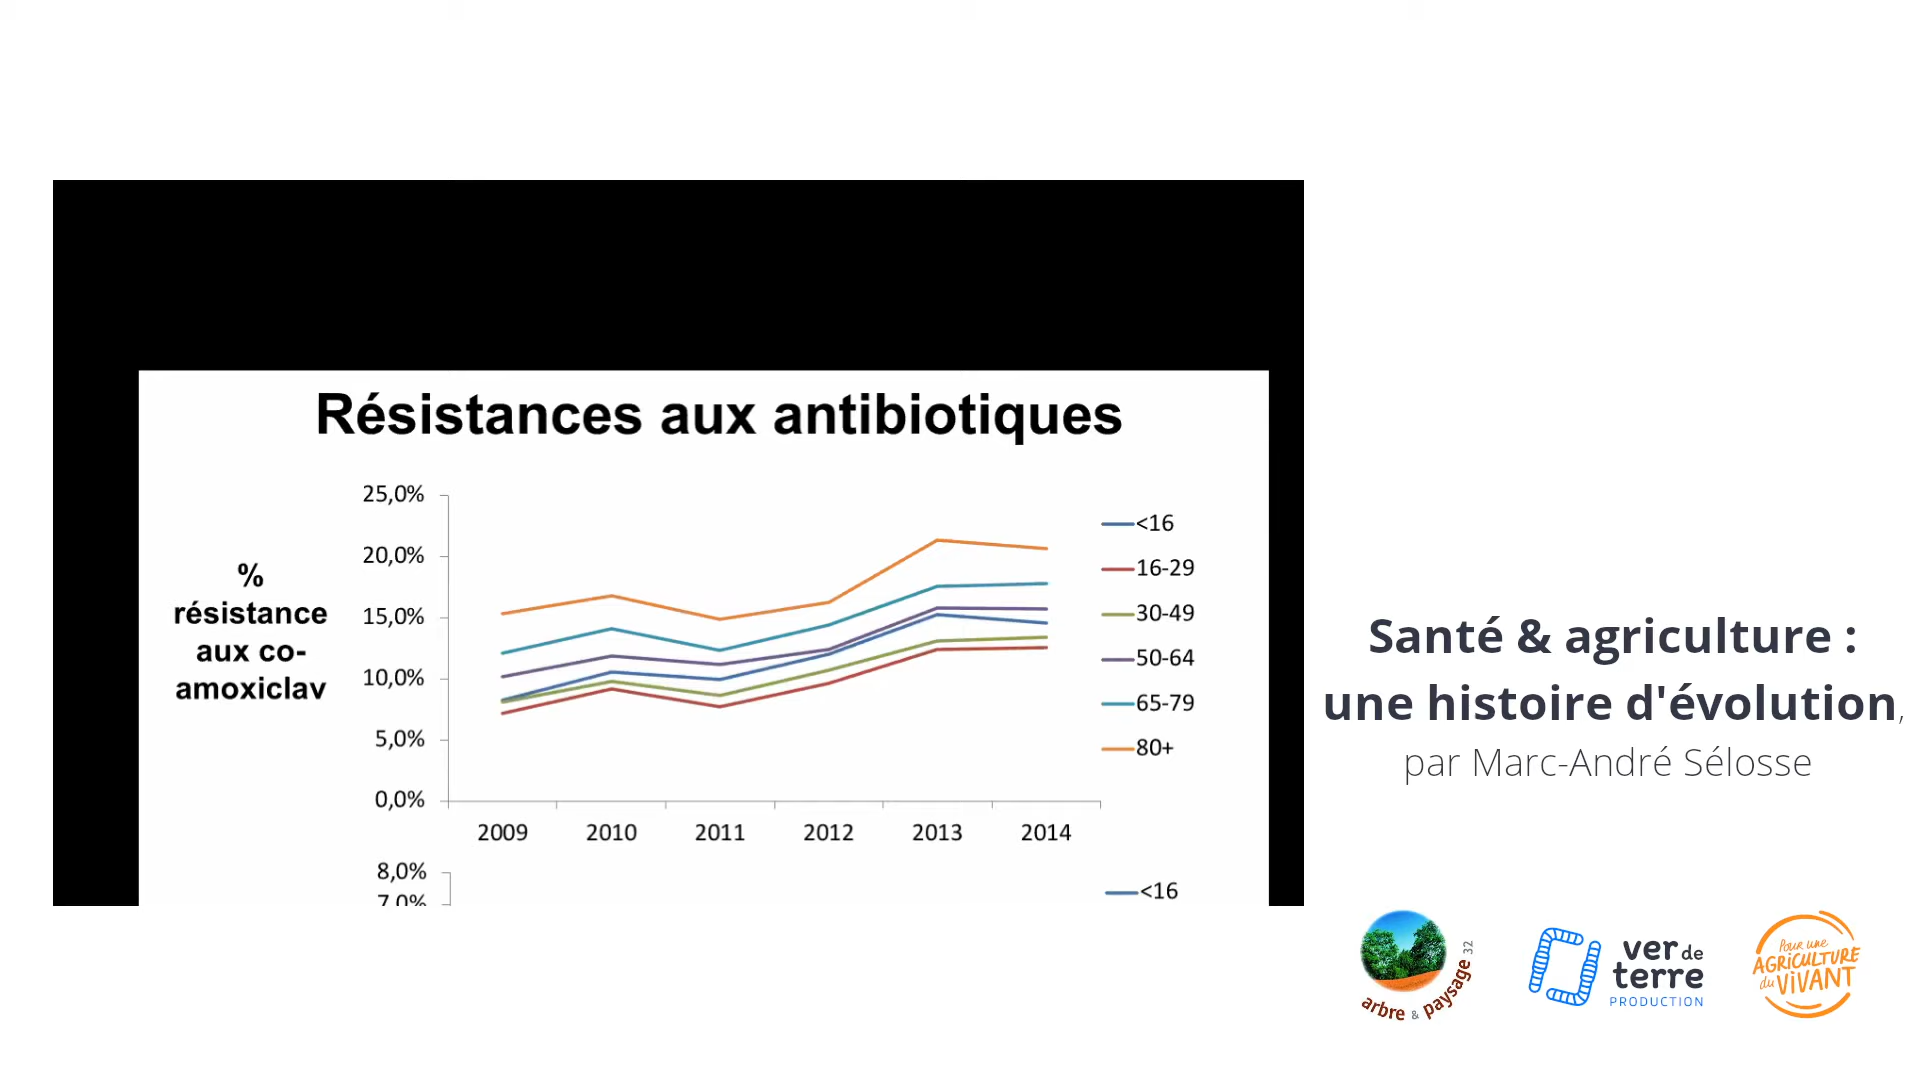 Résistances aux antibiotiques
%
résistance
aux co-
amoxiclav
25,0%
20,0%
15,0%
10,0%
5,0%
0,0%
2009 2010 2011 2012 2013 2014
<16
16-29
30-49
50-64
65-79
80+
8,0%
7,0%
<16
Santé & agriculture :
une histoire d'évolution,
par Marc-André Sélosse
arbre & paysage 32
ver de
terre
PRODUCTION
Pour une
AGRiCULTURE
du ViVANT